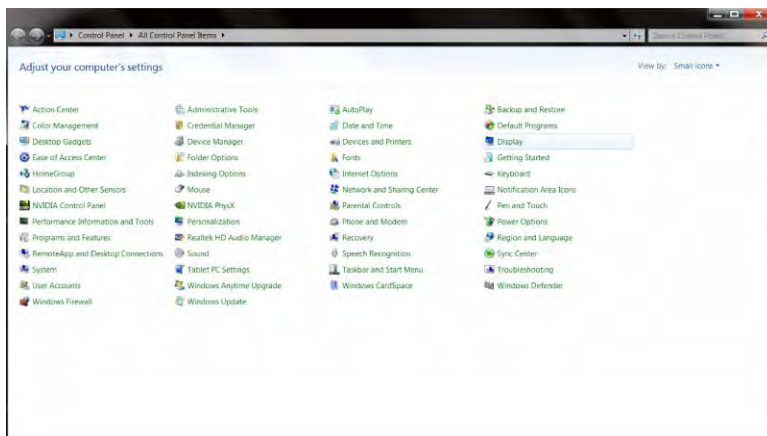 Control Panel ▸ All Control Panel Items ▸
Search Control Panel
Adjust your computer's settings
View by: Small icons
Action Center
Administrative Tools
AutoPlay
Backup and Restore
Color Management
Credential Manager
Date and Time
Default Programs
Desktop Gadgets
Device Manager
Devices and Printers
Display
Ease of Access Center
Folder Options
Fonts
Getting Started
HomeGroup
Indexing Options
Internet Options
Keyboard
Location and Other Sensors
Mouse
Network and Sharing Center
Notification Area Icons
NVIDIA Control Panel
NVIDIA PhysX
Parental Controls
Pen and Touch
Performance Information and Tools
Personalization
Phone and Modem
Power Options
Programs and Features
Realtek HD Audio Manager
Recovery
Region and Language
RemoteApp and Desktop Connections
Sound
Speech Recognition
Sync Center
System
Tablet PC Settings
Taskbar and Start Menu
Troubleshooting
User Accounts
Windows Anytime Upgrade
Windows CardSpace
Windows Defender
Windows Firewall
Windows Update